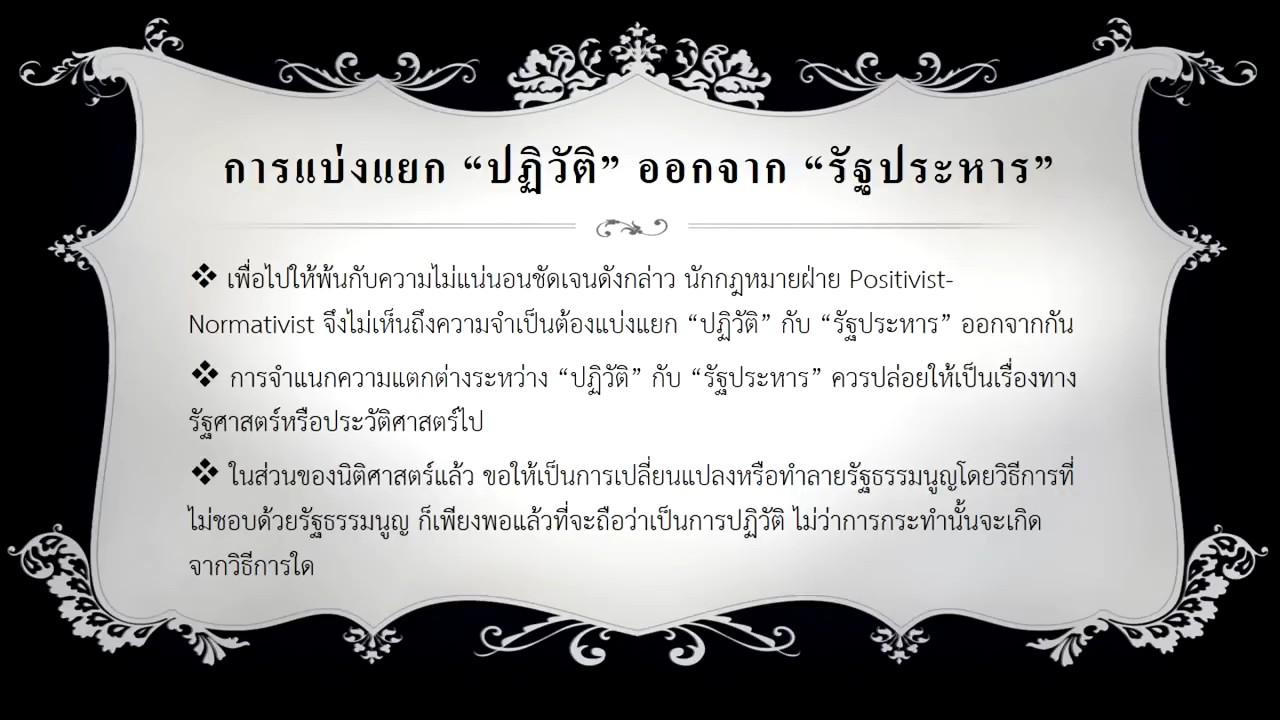 การแบ่งแยก “ปฏิวัติ” ออกจาก “รัฐประหาร”
❖ เพื่อไปให้พ้นกับความไม่แน่นอนชัดเจนดังกล่าว นักกฎหมายฝ่าย Positivist-
Normativist จึงไม่เห็นถึงความจำเป็นต้องแบ่งแยก “ปฏิวัติ” กับ “รัฐประหาร” ออกจากกัน
❖ การจำแนกความแตกต่างระหว่าง “ปฏิวัติ” กับ “รัฐประหาร” ควรปล่อยให้เป็นเรื่องทาง
รัฐศาสตร์หรือประวัติศาสตร์ไป
❖ ในส่วนของนิติศาสตร์แล้ว ขอให้เป็นการเปลี่ยนแปลงหรือทำลายรัฐธรรมนูญโดยวิธีการที่
ไม่ชอบด้วยรัฐธรรมนูญ ก็เพียงพอแล้วที่จะถือว่าเป็นการปฏิวัติ ไม่ว่าการกระทำนั้นจะเกิด
จากวิธีการใด